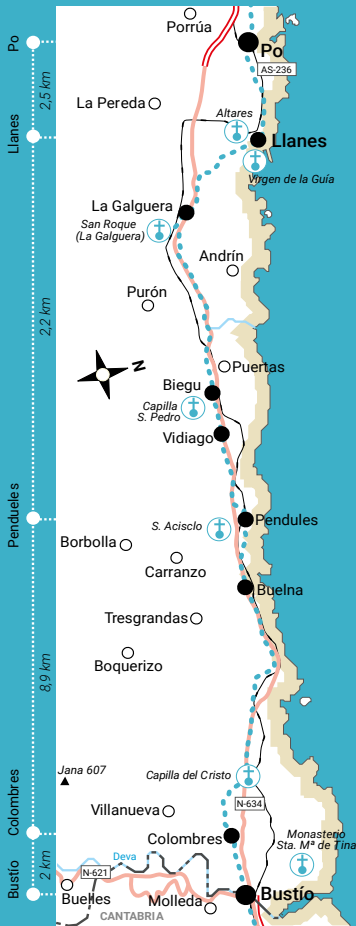 Po
2,5 km
Llanes
2,2 km
Pendueles
8,9 km
Colombres
2 km
Bustío
Porrúa
Po
AS-236
La Pereda
Altares
Llanes
Virgen de la Guía
La Galguera
San Roque
(La Galguera)
Andrín
Purón
N
Puertas
Biegu
Capilla
S. Pedro
Vidiago
S. Acisclo
Pendules
Borbolla
Carranzo
Buelna
Tresgrandas
Boquerizo
Jana 607
Capilla del Cristo
N-634
Villanueva
Colombres
Monasterio
Sta. Mª de Tina
Deva
N-621
Buelles
Molleda
Bustío
CANTABRIA